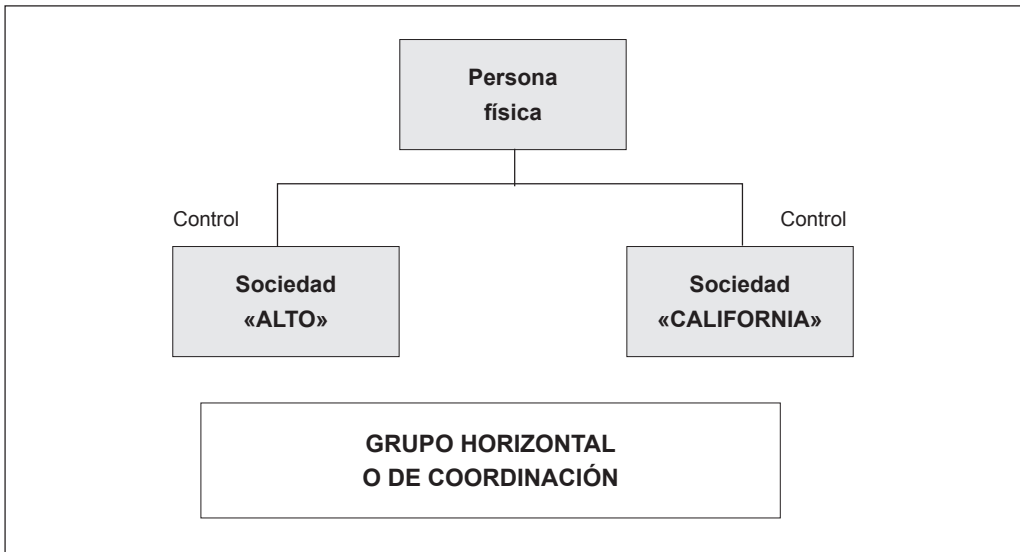 Persona
física
Control
Control
Sociedad
«ALTO»
Sociedad
«CALIFORNIA»
GRUPO HORIZONTAL
O DE COORDINACIÓN